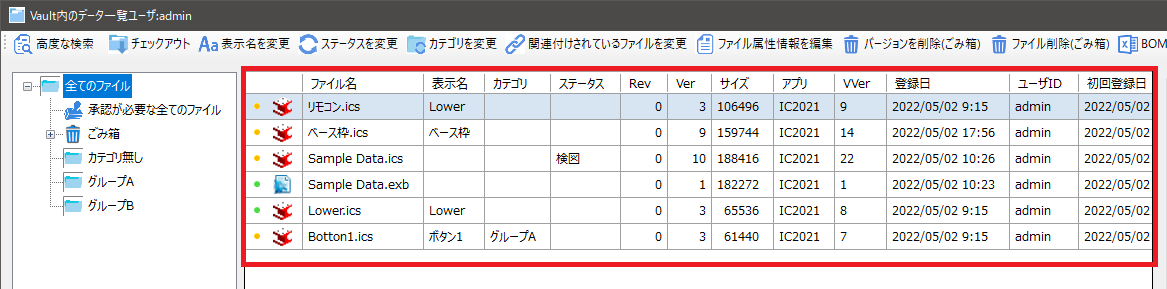 Vault内のデータ一覧ユーザ:admin
高度な検索 チェックアウト 表示名を変更 ステータスを変更 カテゴリを変更 関連付けされているファイルを変更 ファイル属性情報を編集 バージョンを削除(ごみ箱) ファイル削除(ごみ箱) BOM
全てのファイル
承認が必要な全てのファイル
ごみ箱
カテゴリ無し
グループA
グループB
ファイル名 表示名 カテゴリ ステータス Rev Ver サイズ アプリ VVer 登録日 ユーザID 初回登録日
リモコン.ics Lower 0 3 106496 IC2021 9 2022/05/02 9:15 admin 2022/05/02
ベース枠.ics ベース枠 0 9 159744 IC2021 14 2022/05/02 17:56 admin 2022/05/02
Sample Data.ics 検図 0 10 188416 IC2021 22 2022/05/02 10:26 admin 2022/05/02
Sample Data.exb 0 1 182272 IC2021 1 2022/05/02 10:23 admin 2022/05/02
Lower.ics Lower 0 3 65536 IC2021 8 2022/05/02 9:15 admin 2022/05/02
Botton1.ics ボタン1 グループA 0 3 61440 IC2021 7 2022/05/02 9:15 admin 2022/05/02